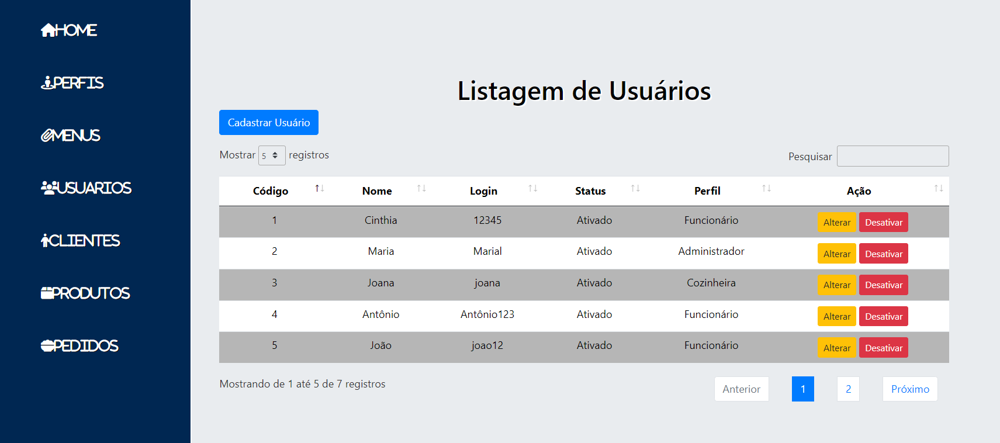 HOME
PERFIS
MENUS
USUARIOS
CLIENTES
PRODUTOS
PEDIDOS
Listagem de Usuários
Cadastrar Usuário
Mostrar 5 registros
Pesquisar
Código Nome Login Status Perfil Ação
1 Cinthia 12345 Ativado Funcionário Alterar Desativar
2 Maria Marial Ativado Administrador Alterar Desativar
3 Joana joana Ativado Cozinheira Alterar Desativar
4 Antônio Antônio123 Ativado Funcionário Alterar Desativar
5 João joao12 Ativado Funcionário Alterar Desativar
Mostrando de 1 até 5 de 7 registros
Anterior 1 2 Próximo